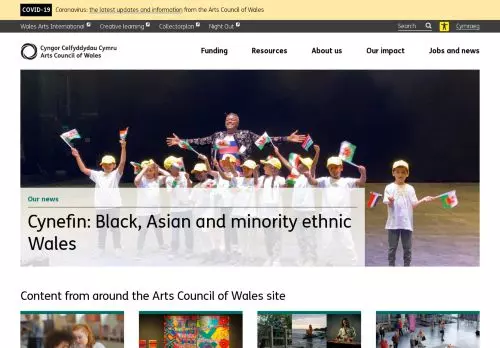 COVID-19 Coronavirus: the latest updates and information from the Arts Council of Wales
Wales Arts International Creative learning Collectorplan Night Out Search Cymraeg
Cyngor Celfyddydau Cymru
Arts Council of Wales
Funding Resources About us Our impact Jobs and news
Our news
Cynefin: Black, Asian and minority ethnic
Wales
Content from around the Arts Council of Wales site